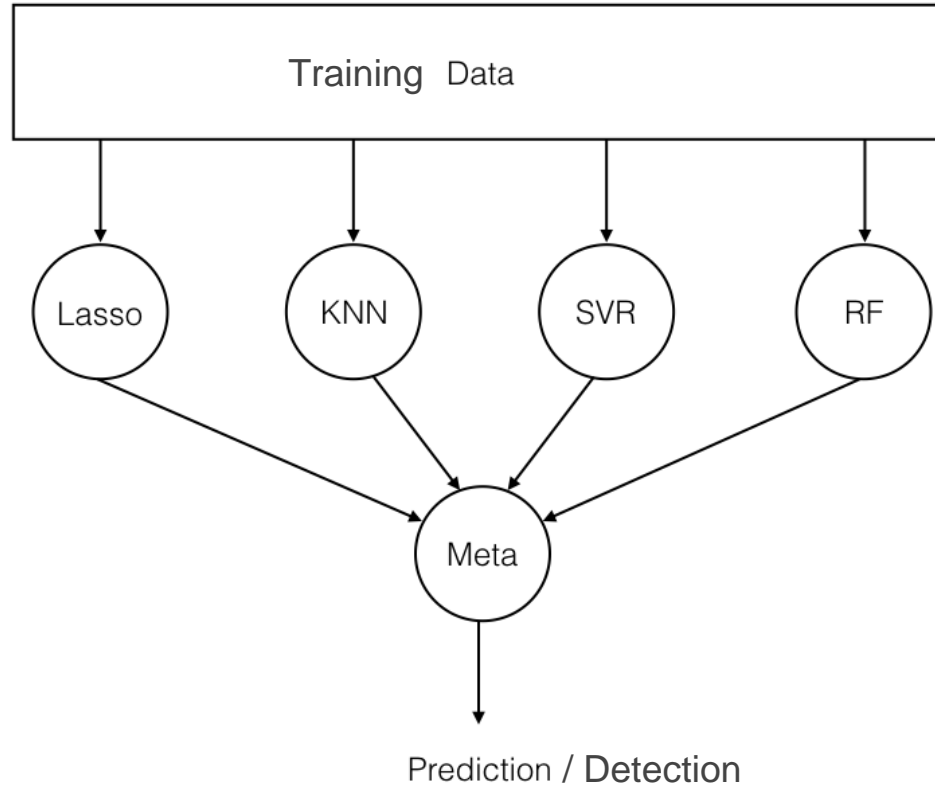 Training Data
Lasso
KNN
SVR
RF
Meta
Prediction / Detection